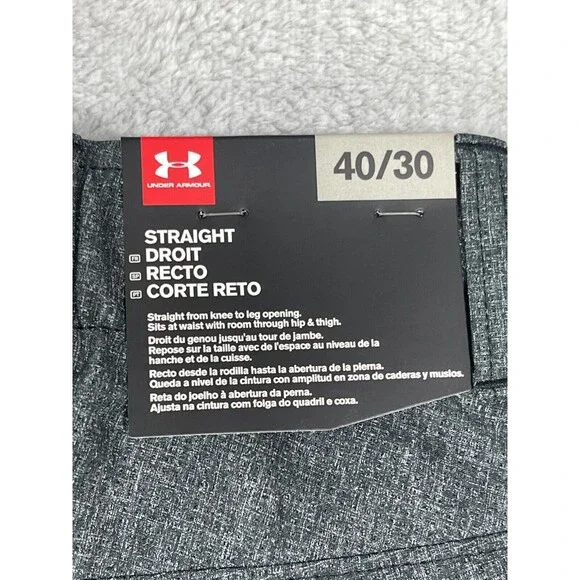 UNDER ARMOUR
40/30
STRAIGHT
FR DROIT
SP RECTO
PT CORTE RETO
Straight from knee to leg opening.
Sits at waist with room through hip & thigh.
Droit du genou jusqu'au tour de jambe.
Repose sur la taille avec de l'espace au niveau de la
hanche et de la cuisse.
Recto desde la rodilla hasta la abertura de la pierna.
Queda a nivel de la cintura con amplitud en zona de caderas y muslos.
Reta do joelho à abertura da perna.
Ajusta na cintura com folga do quadril e coxa.